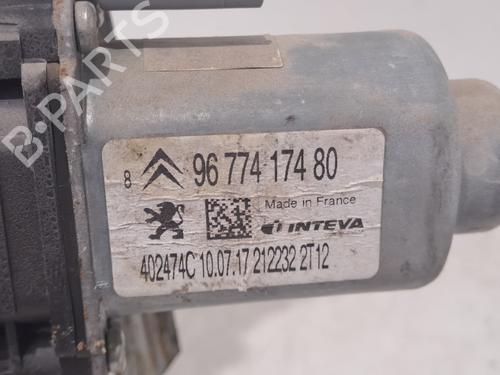 B-PARTS
8 96 774 174 80
Made in France
INTEVA
402474C 10.07.17 212232 2T12